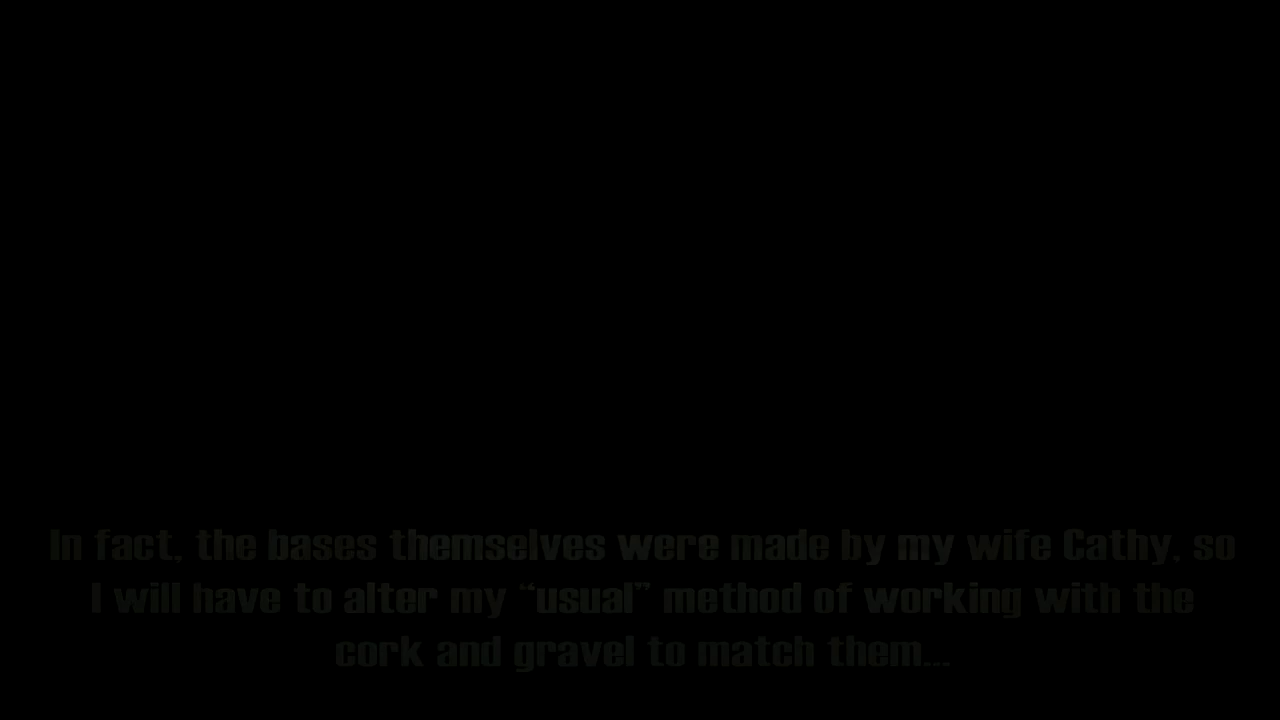 In fact, the bases themselves were made by my wife Cathy, so
I will have to alter my “usual” method of working with the
cork and gravel to match them...